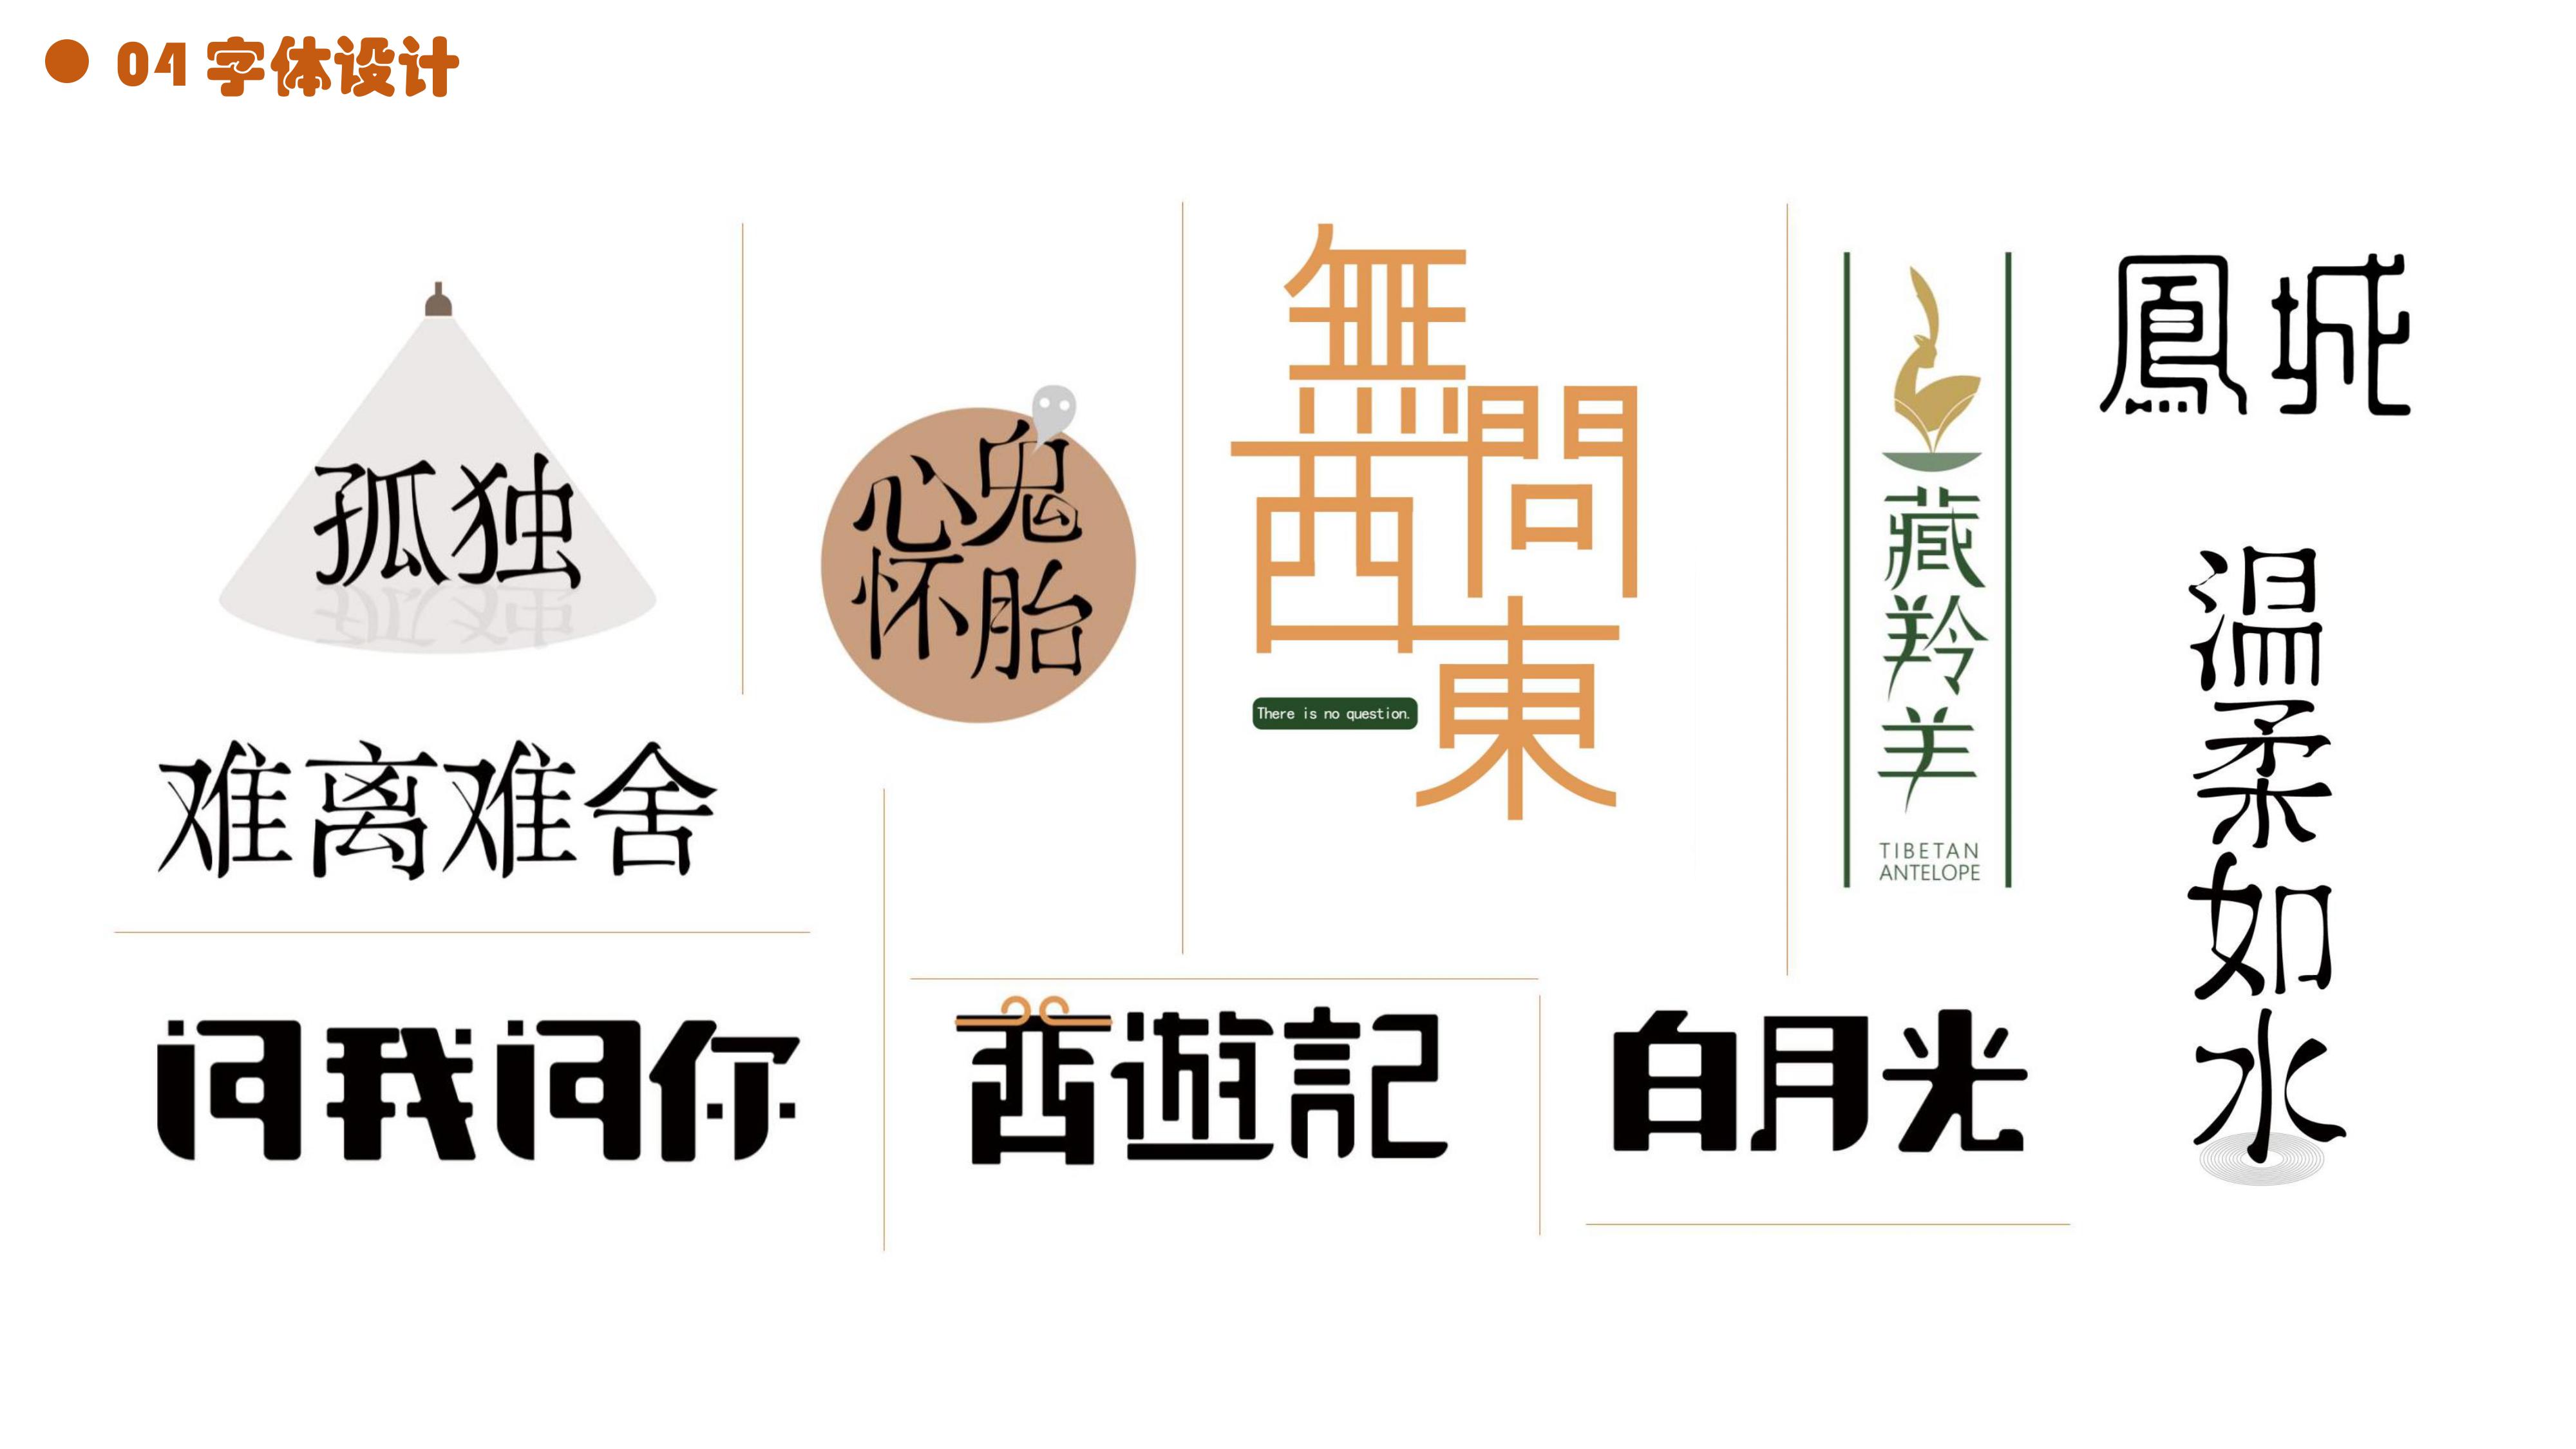 04 字体设计
孤独
难离难舍
心鬼
怀胎
無問
西東
There is no question.
藏羚羊
TIBETAN
ANTELOPE
鳳城
温柔如水
问我问你
西遊記
白月光